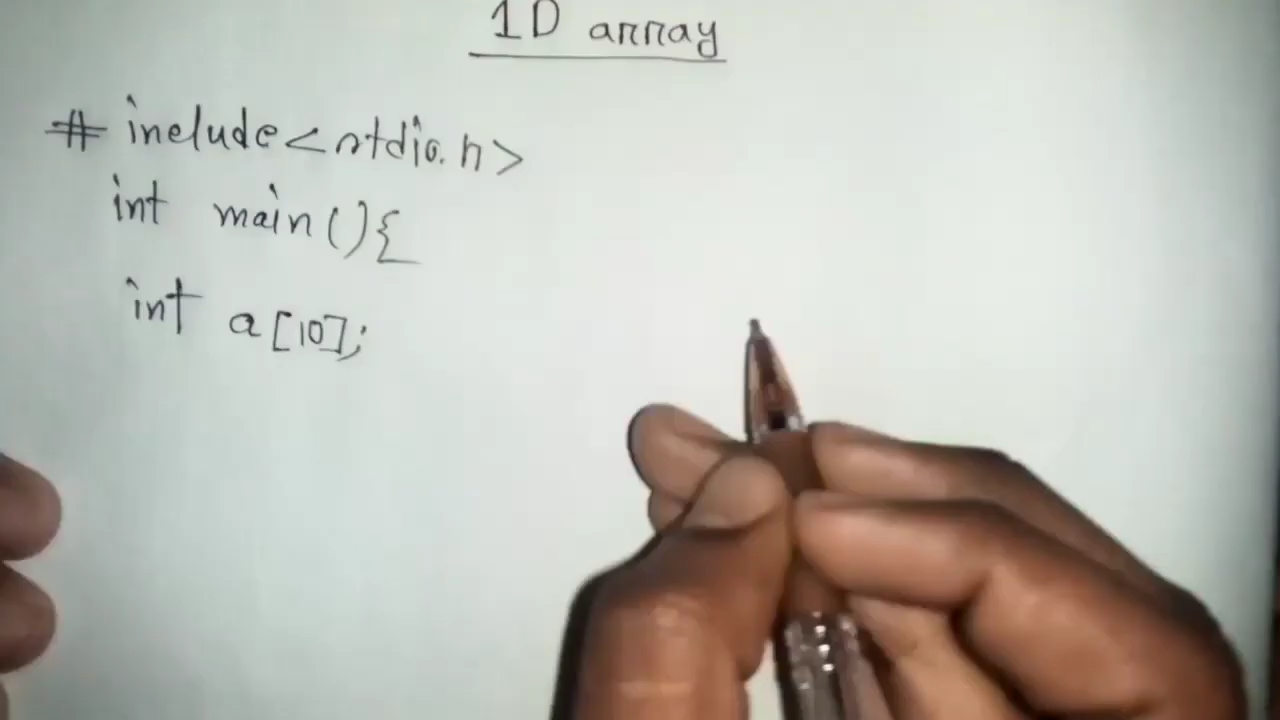 1D array
# include<stdio.h>
int main(){
int a[10];